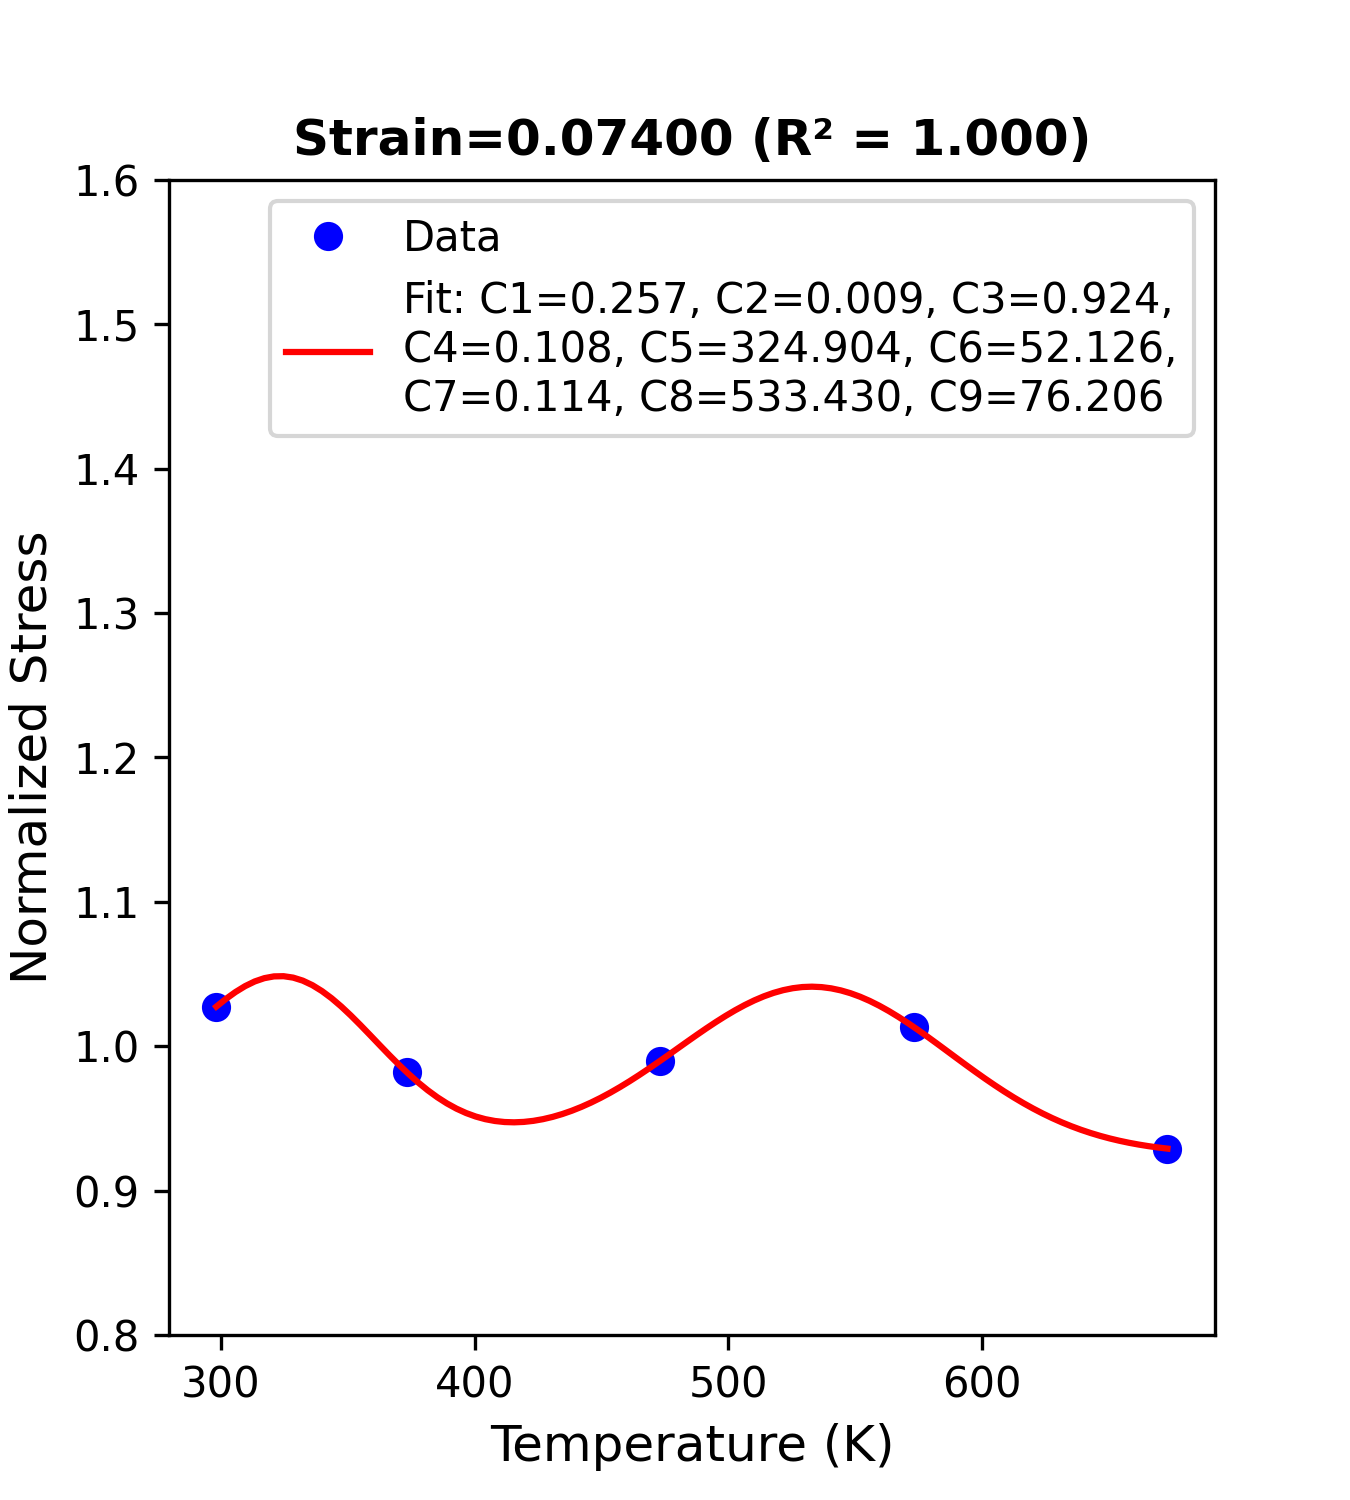 Strain=0.07400 (R² = 1.000)
1.6
1.5
1.4
1.3
1.2
1.1
1.0
0.9
0.8
Normalized Stress
Data
Fit: C1=0.257, C2=0.009, C3=0.924,
C4=0.108, C5=324.904, C6=52.126,
C7=0.114, C8=533.430, C9=76.206
300 400 500 600
Temperature (K)